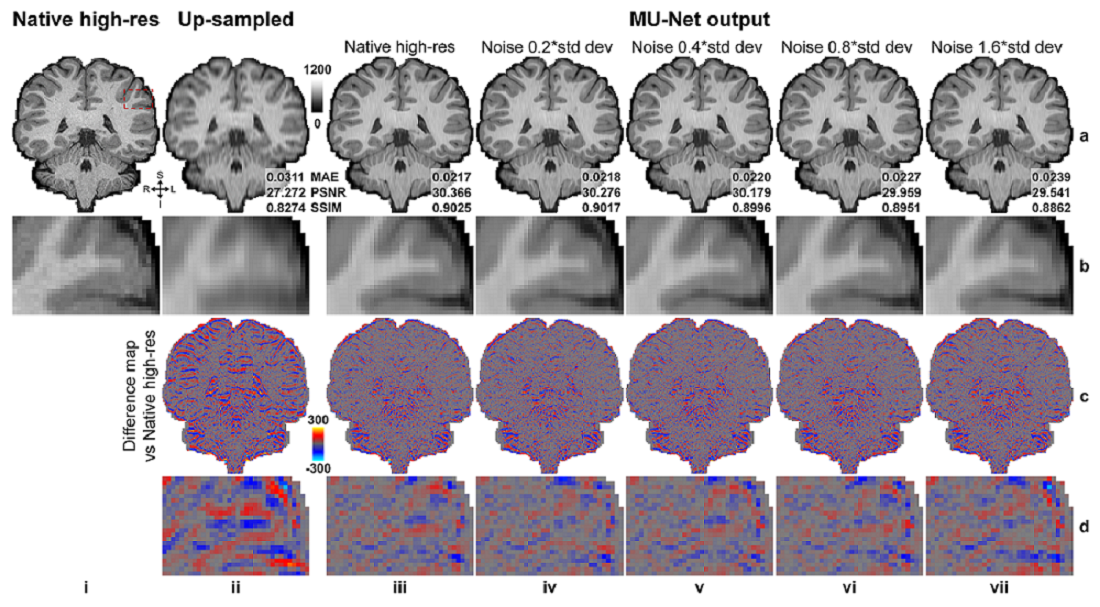 Native high-res Up-sampled MU-Net output
Native high-res Noise 0.2*std dev Noise 0.4*std dev Noise 0.8*std dev Noise 1.6*std dev
1200
0
a
S
R L
I
0.0311 MAE 0.0217 0.0218 0.0220 0.0227 0.0239
27.272 PSNR 30.366 30.276 30.179 29.959 29.541
0.8274 SSIM 0.9025 0.9017 0.8996 0.8951 0.8862
b
Difference map
vs Native high-res
c
300
-300
d
i ii iii iv v vi vii